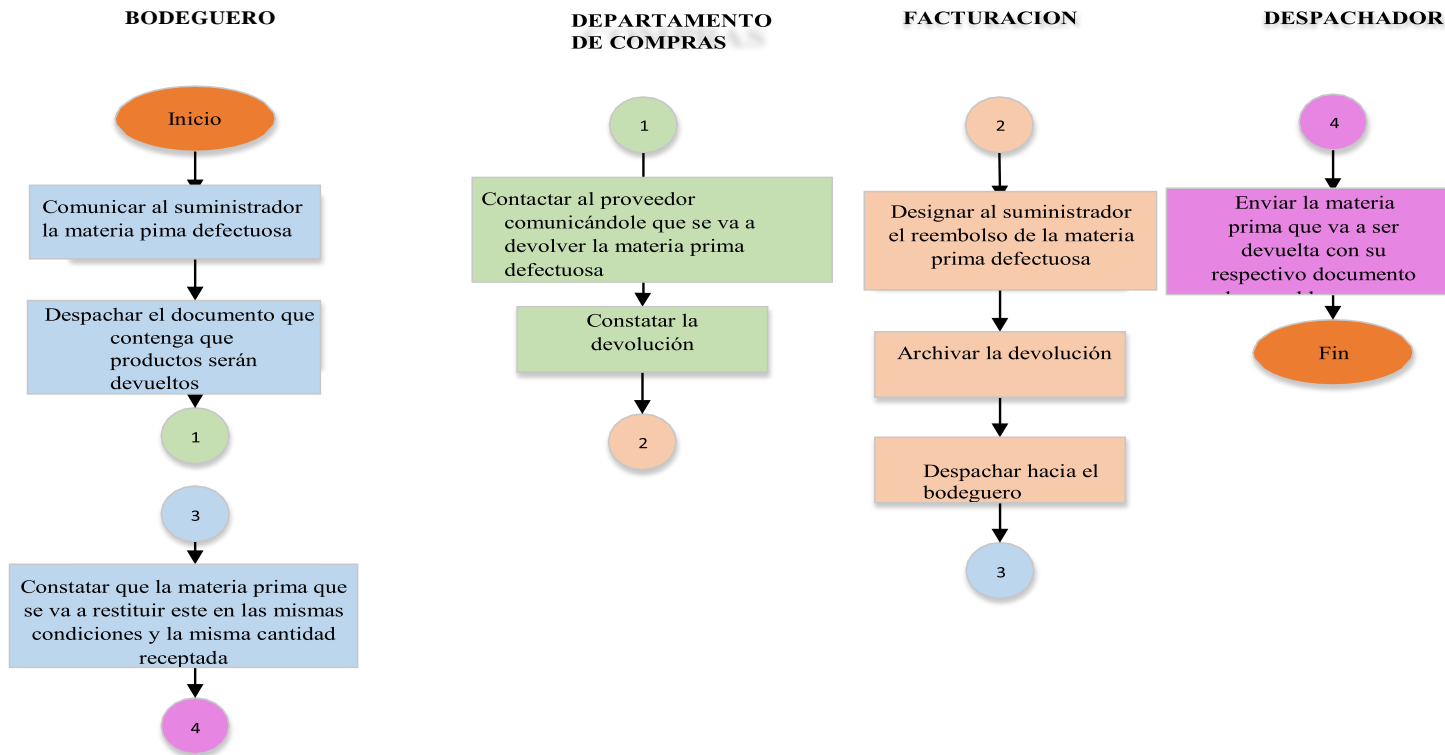 BODEGUERO
Inicio
Comunicar al suministrador
la materia pima defectuosa
Despachar el documento que
contenga que
productos serán
devueltos
1
3
Constatar que la materia prima que
se va a restituir este en las mismas
condiciones y la misma cantidad
receptada
4
DEPARTAMENTO
DE COMPRAS
1
Contactar al proveedor
comunicándole que se va a
devolver la materia prima
defectuosa
Constatar la
devolución
2
FACTURACION
2
Designar al suministrador
el reembolso de la materia
prima defectuosa
Archivar la devolución
Despachar hacia el
bodeguero
3
DESPACHADOR
4
Enviar la materia
prima que va a ser
devuelta con su
respectivo documento
Fin